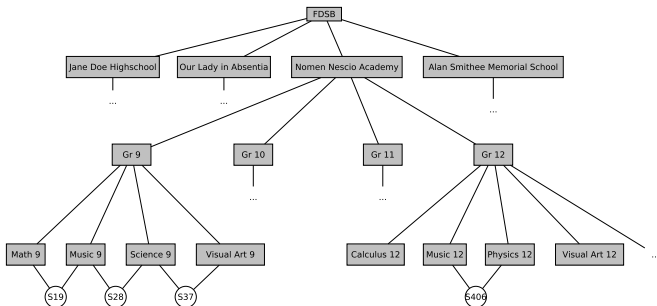 FDSB
Jane Doe Highschool
Our Lady in Absentia
Nomen Nescio Academy
Alan Smithee Memorial School
...
...
...
Gr 9
Gr 10
Gr 11
Gr 12
...
...
Math 9
Music 9
Science 9
Visual Art 9
Calculus 12
Music 12
Physics 12
Visual Art 12
...
S19
S28
S37
S406